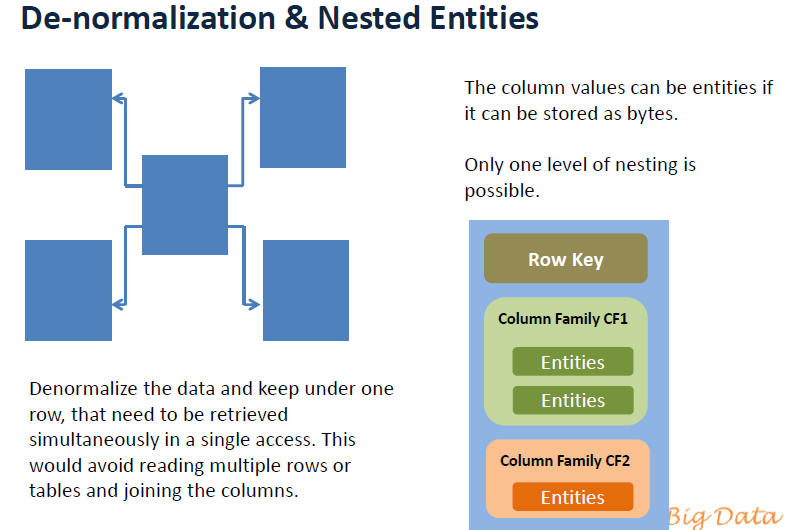 De-normalization & Nested Entities
The column values can be entities if
it can be stored as bytes.
Only one level of nesting is
possible.
Row Key
Column Family CF1
Entities
Entities
Column Family CF2
Entities
Denormalize the data and keep under one
row, that need to be retrieved
simultaneously in a single access. This
would avoid reading multiple rows or
tables and joining the columns.
Big Data